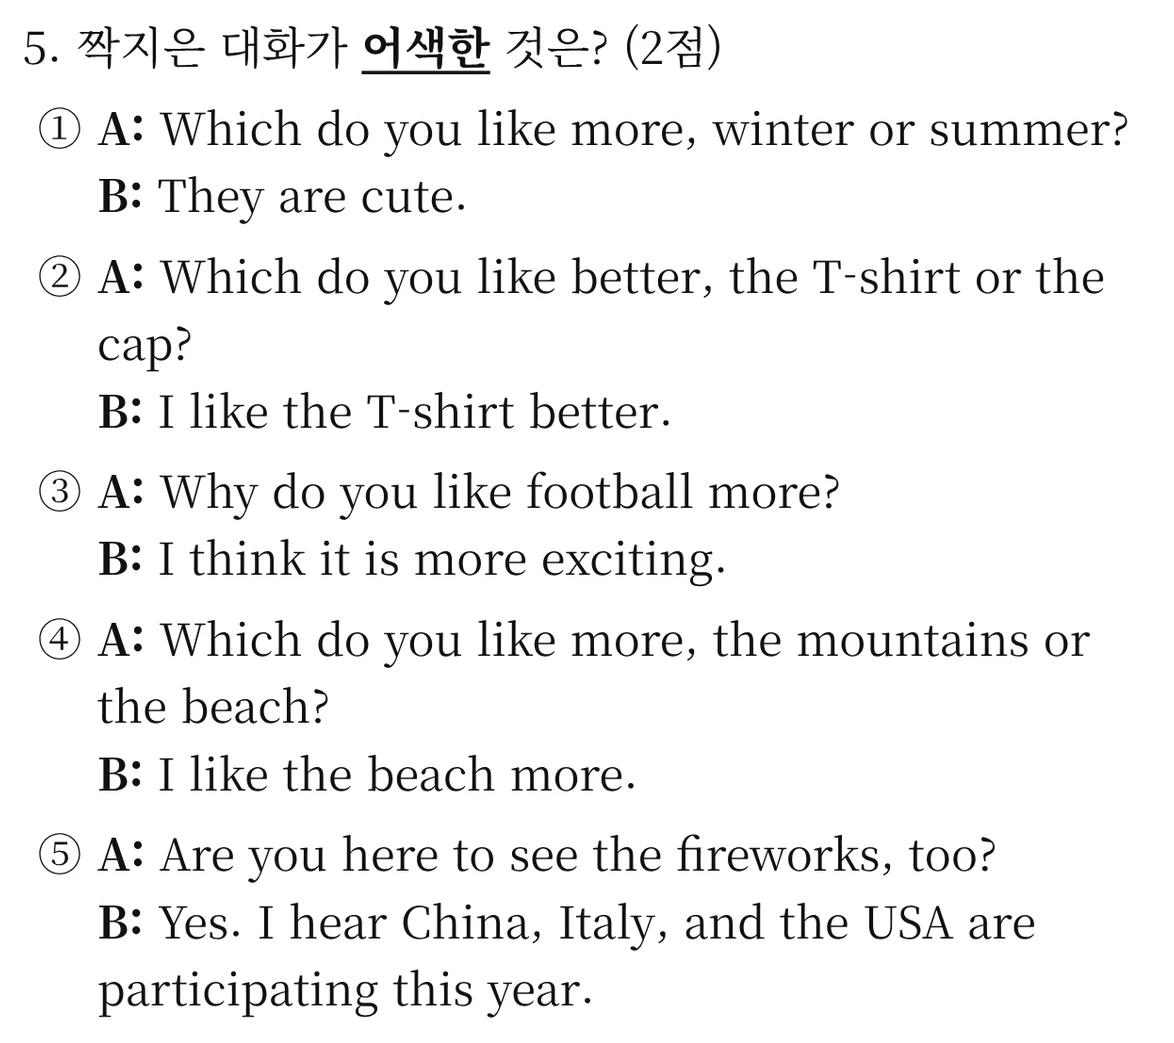 5. 짝지은 대화가 어색한 것은? (2점)
① A: Which do you like more, winter or summer?
B: They are cute.
② A: Which do you like better, the T-shirt or the
cap?
B: I like the T-shirt better.
③ A: Why do you like football more?
B: I think it is more exciting.
④ A: Which do you like more, the mountains or
the beach?
B: I like the beach more.
⑤ A: Are you here to see the fireworks, too?
B: Yes. I hear China, Italy, and the USA are
participating this year.